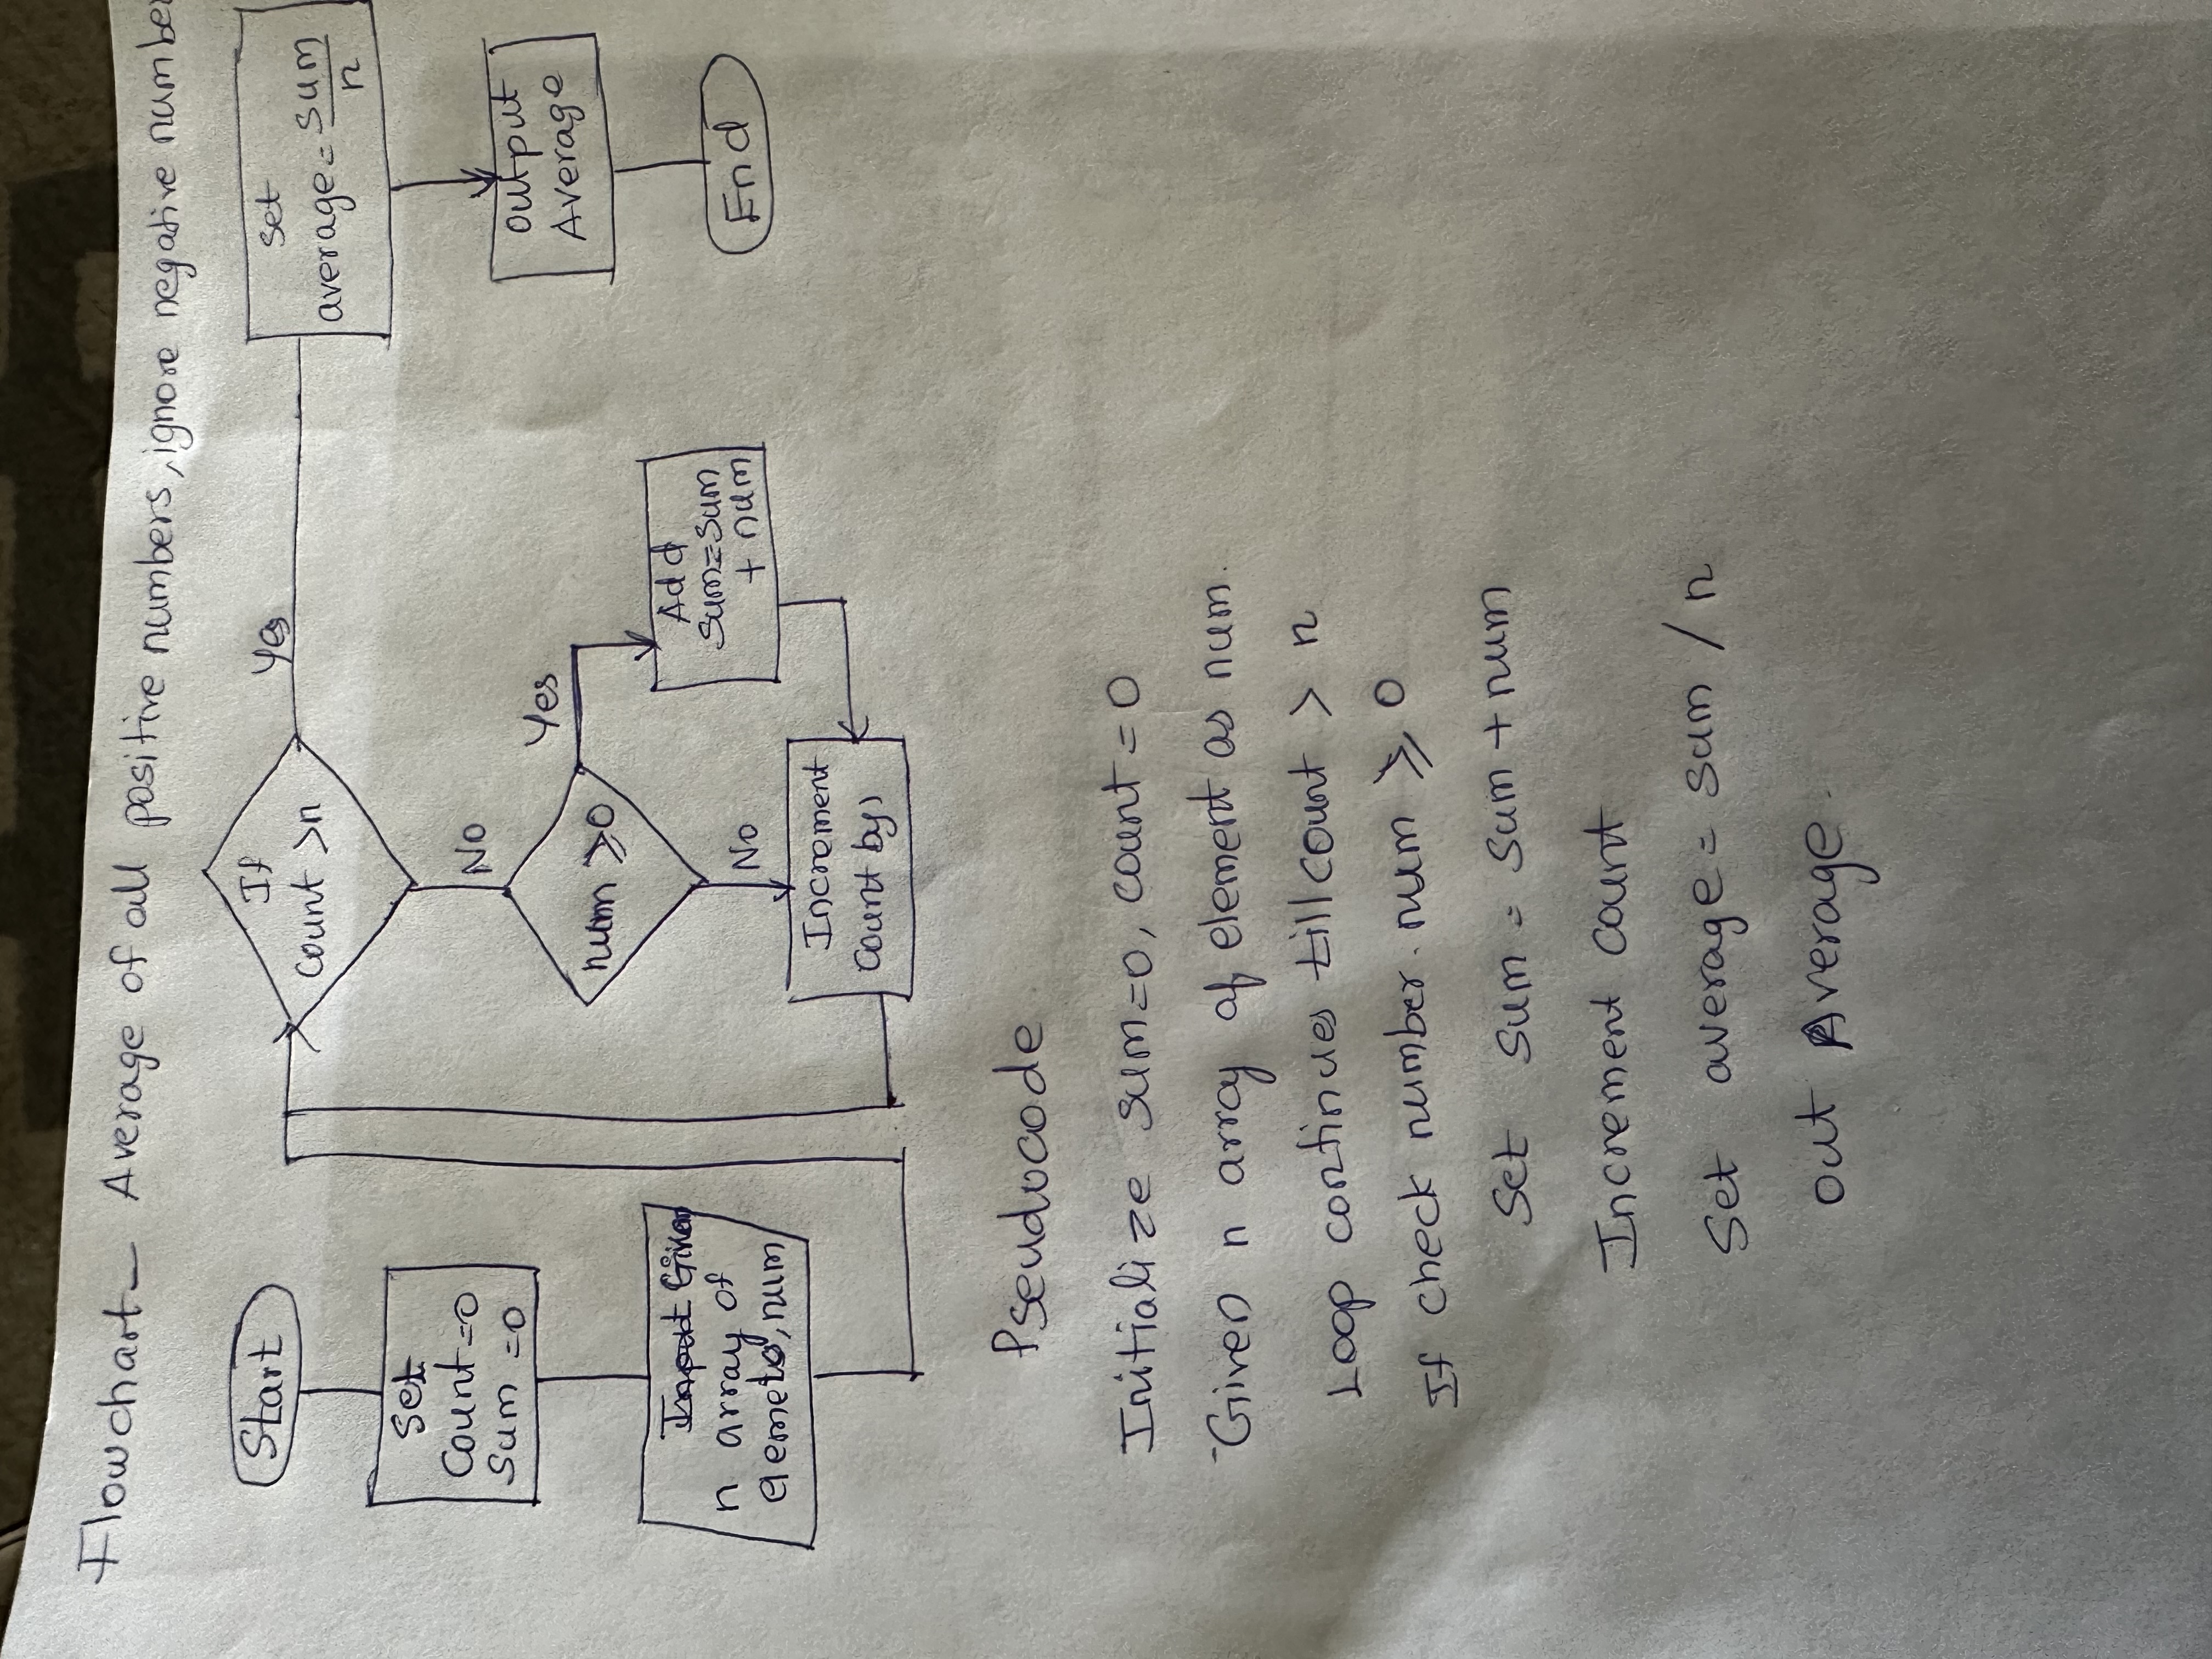 Flowchart - Average of all positive numbers, ignore negative number
Start
Set
Count=0
Sum =0
Given
n array of
elemets, num
If
count >n
Yes
No
num ⩾0
Yes
No
Add
sum=sum
+ num
Increment
Count by 1
Set
average = sum
n
output
Average
End
Pseudocode
Initialize sum=0, count=0
Given n array of element as num.
Loop continues till count > n
If check number. num ⩾ 0
Set sum = sum + num
Increment count
Set average = sum / n
out Average.